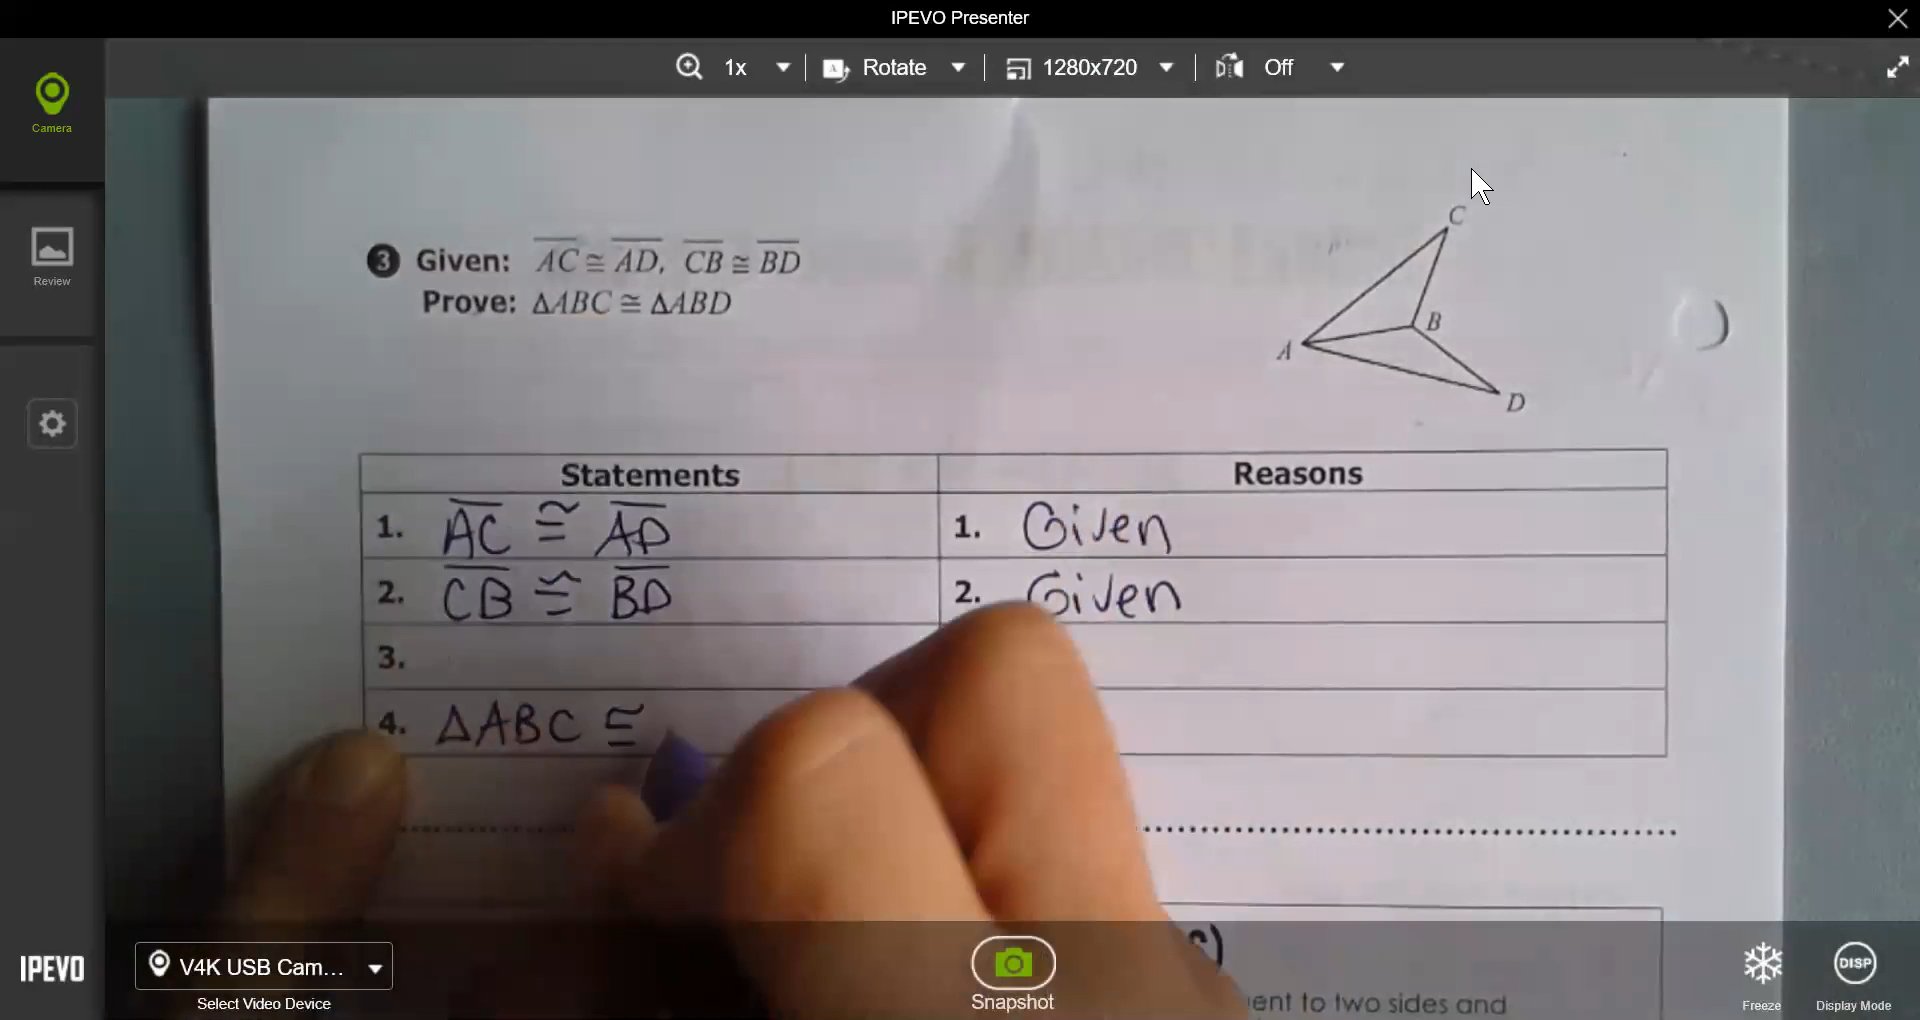 IPEVO Presenter
1x Rotate 1280x720 Off
Camera
Review
3 Given: AC ≅ AD, CB ≅ BD
Prove: ΔABC ≅ ΔABD
C
B
A
D
Statements Reasons
1. AC ≅ AD 1. Given
2. CB ≅ BD 2. Given
3.
4. ΔABC ≅
IPEVO
V4K USB Cam...
Select Video Device
Snapshot
to two sides and
Freeze
DISP
Display Mode